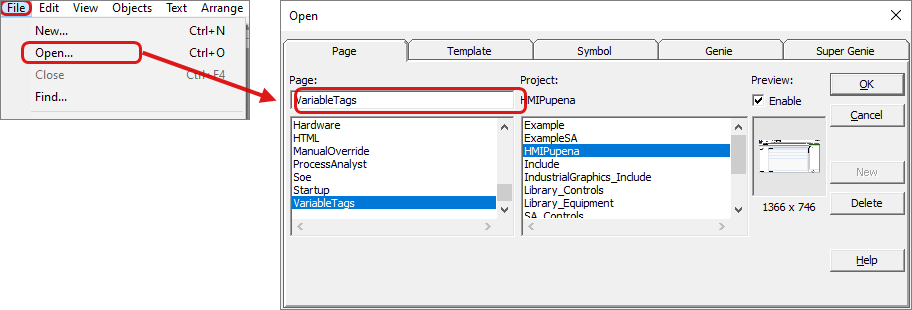 File Edit View Objects Text Arrange
New... Ctrl+N
Open... Ctrl+O
Close Ctrl+F4
Find...
Open
Page Template Symbol Genie Super Genie
Page: Project: Preview:
VariableTags HMIPupena Enable
Hardware
HTML
ManualOverride
ProcessAnalyst
Soe
Startup
VariableTags
Example
ExampleSA
HMIPupena
Include
IndustrialGraphics_Include
Library_Controls
Library_Equipment
SA_Controls
1366 x 746
OK
Cancel
New
Delete
Help